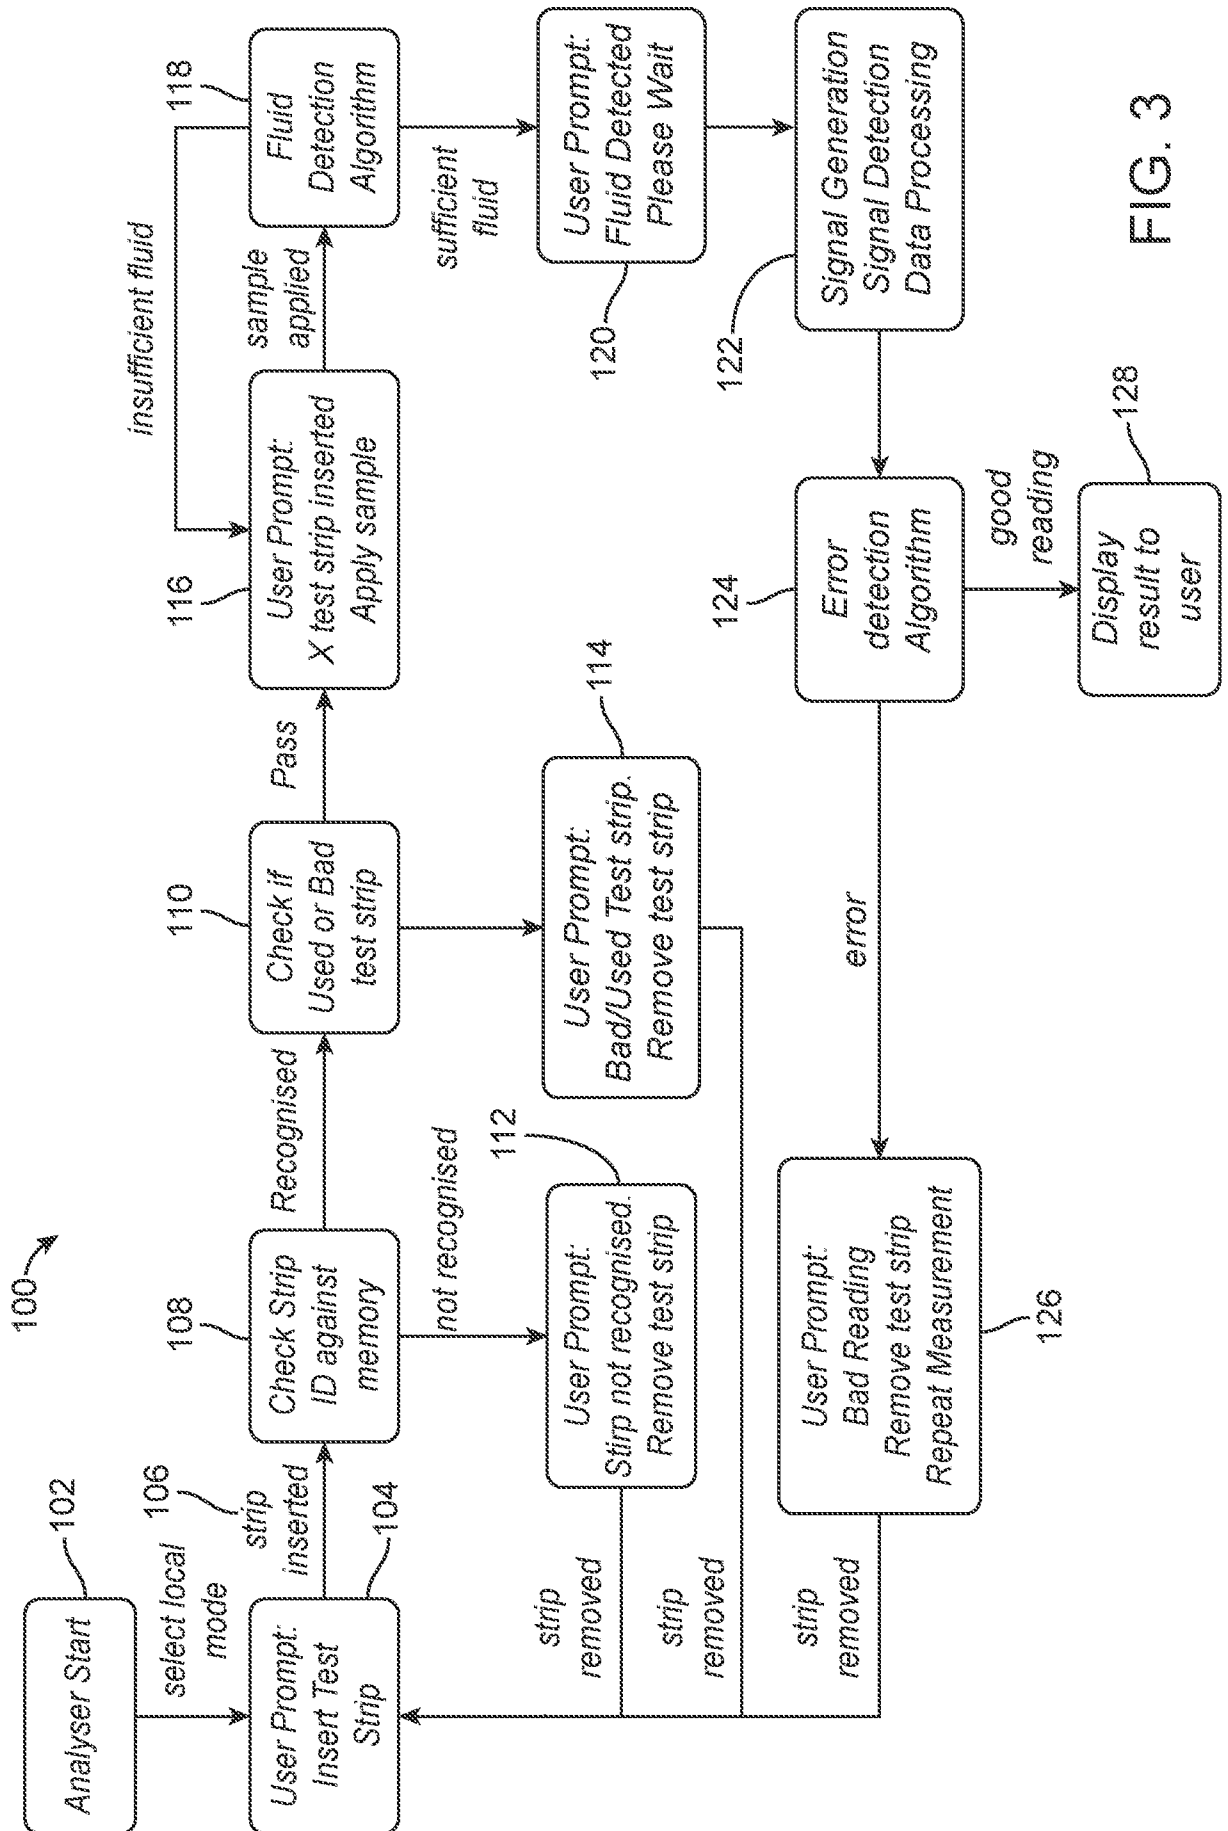 100
102
Analyser Start
select local
mode
User Prompt:
Insert Test
Strip
104
106
strip
inserted
108
Check Strip
ID against
memory
Recognised
not recognised
110
Check if
Used or Bad
test strip
Pass
112
User Prompt:
Stirp not recognised.
Remove test strip
strip
removed
114
User Prompt:
Bad/Used Test strip.
Remove test strip
strip
removed
116
User Prompt:
X test strip inserted
Apply sample
insufficient fluid
sample
applied
118
Fluid
Detection
Algorithm
sufficient
fluid
120
User Prompt:
Fluid Detected
Please Wait
122
Signal Generation
Signal Detection
Data Processing
124
Error
detection
Algorithm
error
good
reading
126
User Prompt:
Bad Reading
Remove test strip
Repeat Measurement
strip
removed
128
Display
result to
user
FIG. 3